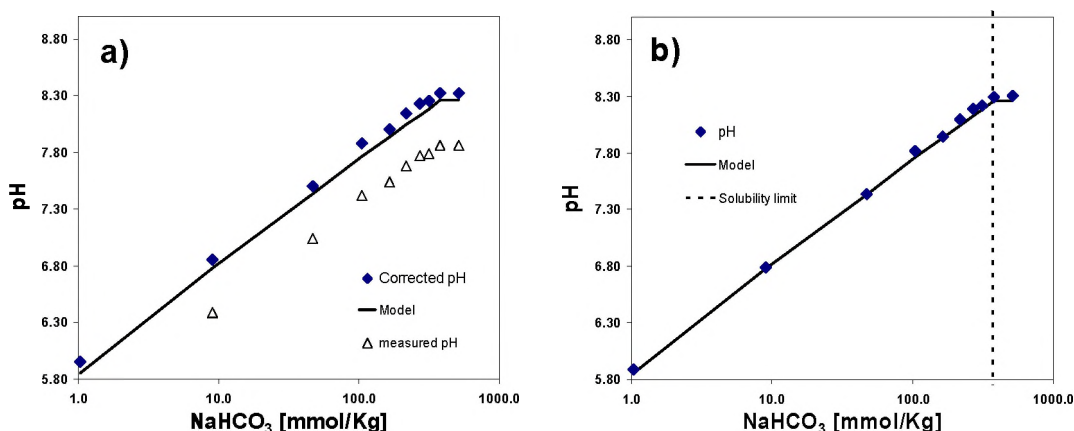 a)
8.80
8.30
7.80
7.30
6.80
6.30
5.80
pH
Corrected pH
Model
measured pH
1.0 10.0 100.0 1000.0
NaHCO₃ [mmol/Kg]
b)
8.80
8.30
7.80
7.30
6.80
6.30
5.80
pH
pH
Model
Solubility limit
1.0 10.0 100.0 1000.0
NaHCO₃ [mmol/Kg]